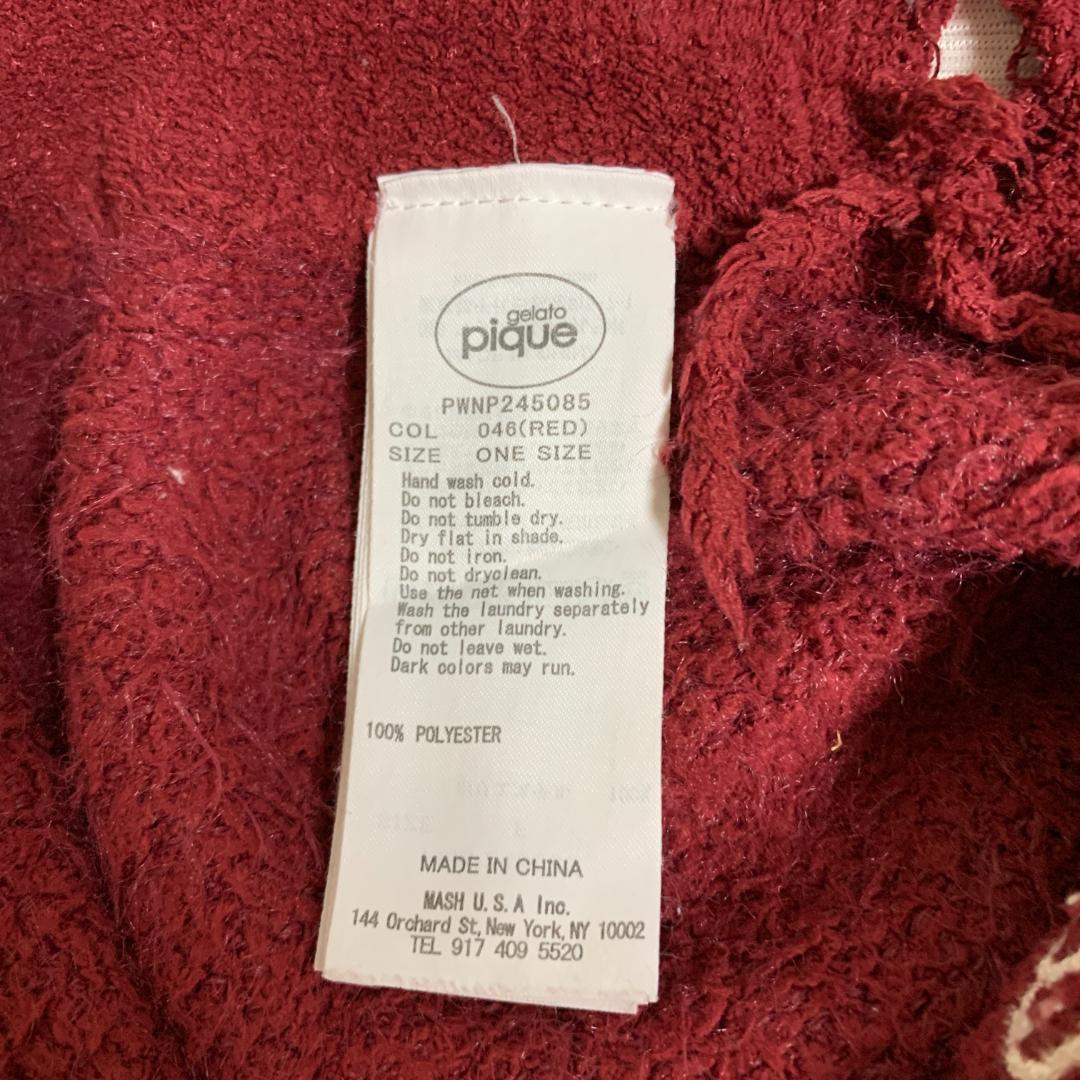 gelato
pique
PWNP245085
COL 046(RED)
SIZE ONE SIZE
Hand wash cold.
Do not bleach.
Do not tumble dry.
Dry flat in shade.
Do not iron.
Do not dryclean.
Use the net when washing.
Wash the laundry separately
from other laundry.
Do not leave wet.
Dark colors may run.
100% POLYESTER
MADE IN CHINA
MASH U.S.A Inc.
144 Orchard St, New York, NY 10002
TEL 917 409 5520